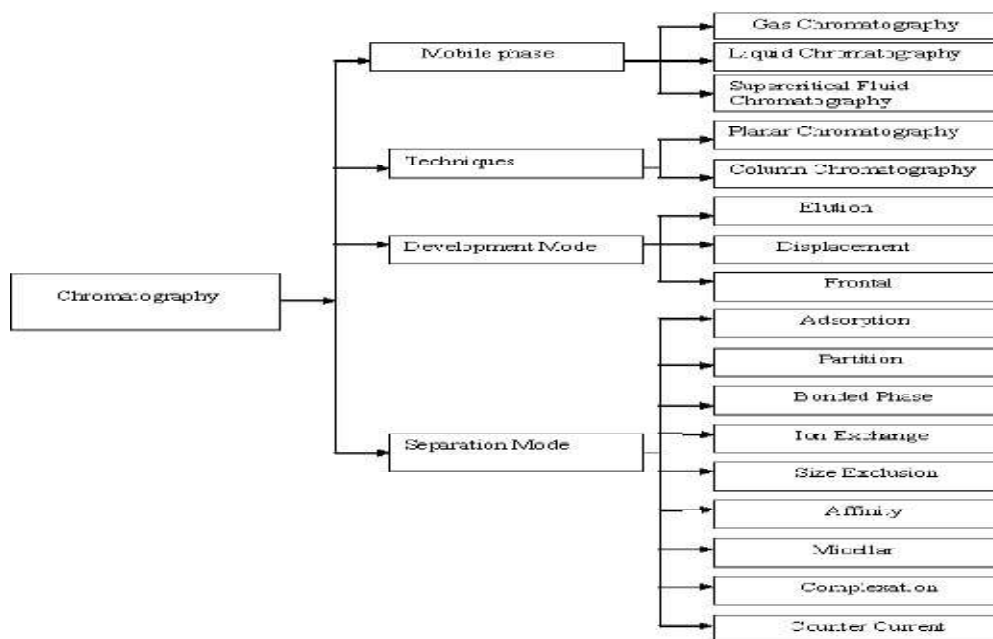 Gas Chromatography
Mobile phase
Liquid Chromatography
Supercritical Fluid
Chromatography
Planar Chromatography
Techniques
Column Chromatography
Elution
Development Mode
Displacement
Frontal
Chromatography
Adsorption
Partition
Bonded Phase
Separation Mode
Ion Exchange
Size Exclusion
Affinity
Micellar
Complexation
Counter Current